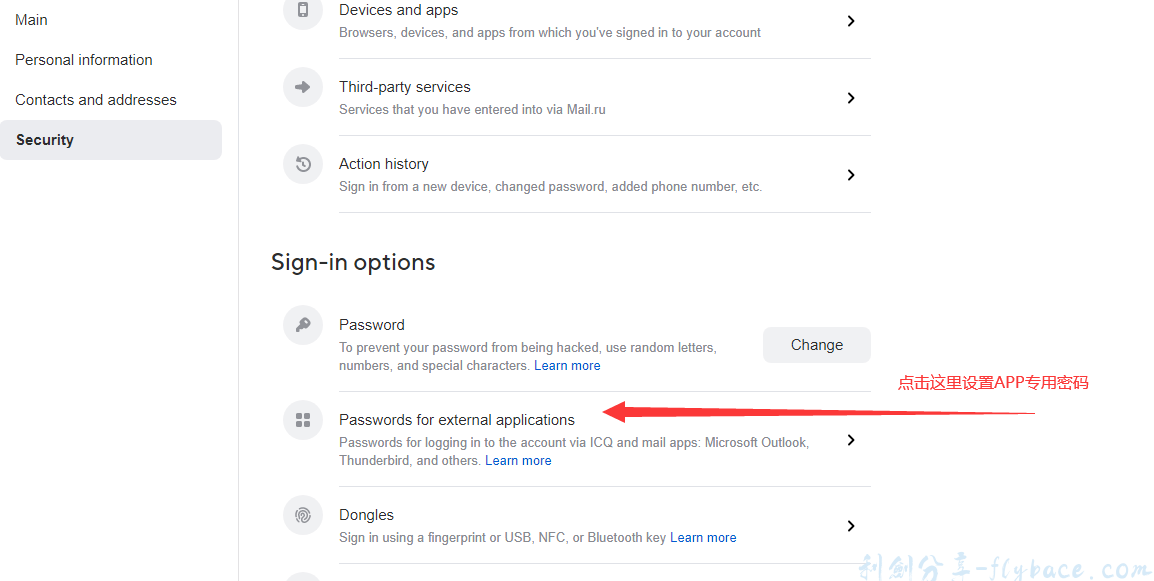 Main
Personal information
Contacts and addresses
Security
Devices and apps
Browsers, devices, and apps from which you've signed in to your account
Third-party services
Services that you have entered into via Mail.ru
Action history
Sign in from a new device, changed password, added phone number, etc.
Sign-in options
Password
To prevent your password from being hacked, use random letters,
numbers, and special characters. Learn more
Change
点击这里设置APP专用密码
Passwords for external applications
Passwords for logging in to the account via ICQ and mail apps: Microsoft Outlook,
Thunderbird, and others. Learn more
Dongles
Sign in using a fingerprint or USB, NFC, or Bluetooth key Learn more
利創分享-flybace.com